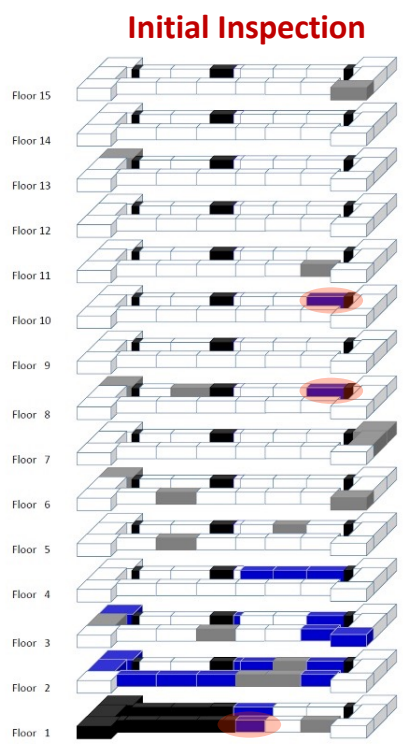 Initial Inspection
Floor 15
Floor 14
Floor 13
Floor 12
Floor 11
Floor 10
Floor 9
Floor 8
Floor 7
Floor 6
Floor 5
Floor 4
Floor 3
Floor 2
Floor 1